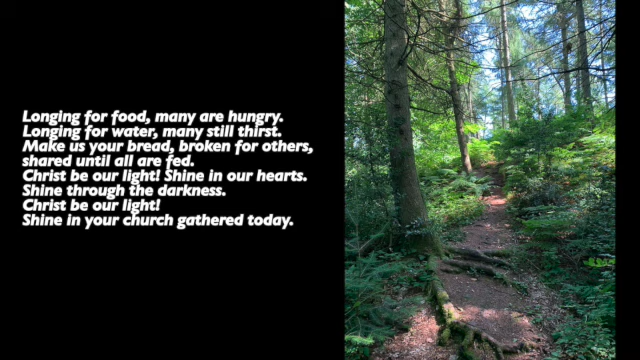 Longing for food, many are hungry.
Longing for water, many still thirst.
Make us your bread, broken for others,
shared until all are fed.
Christ be our light! Shine in our hearts.
Shine through the darkness.
Christ be our light!
Shine in your church gathered today.